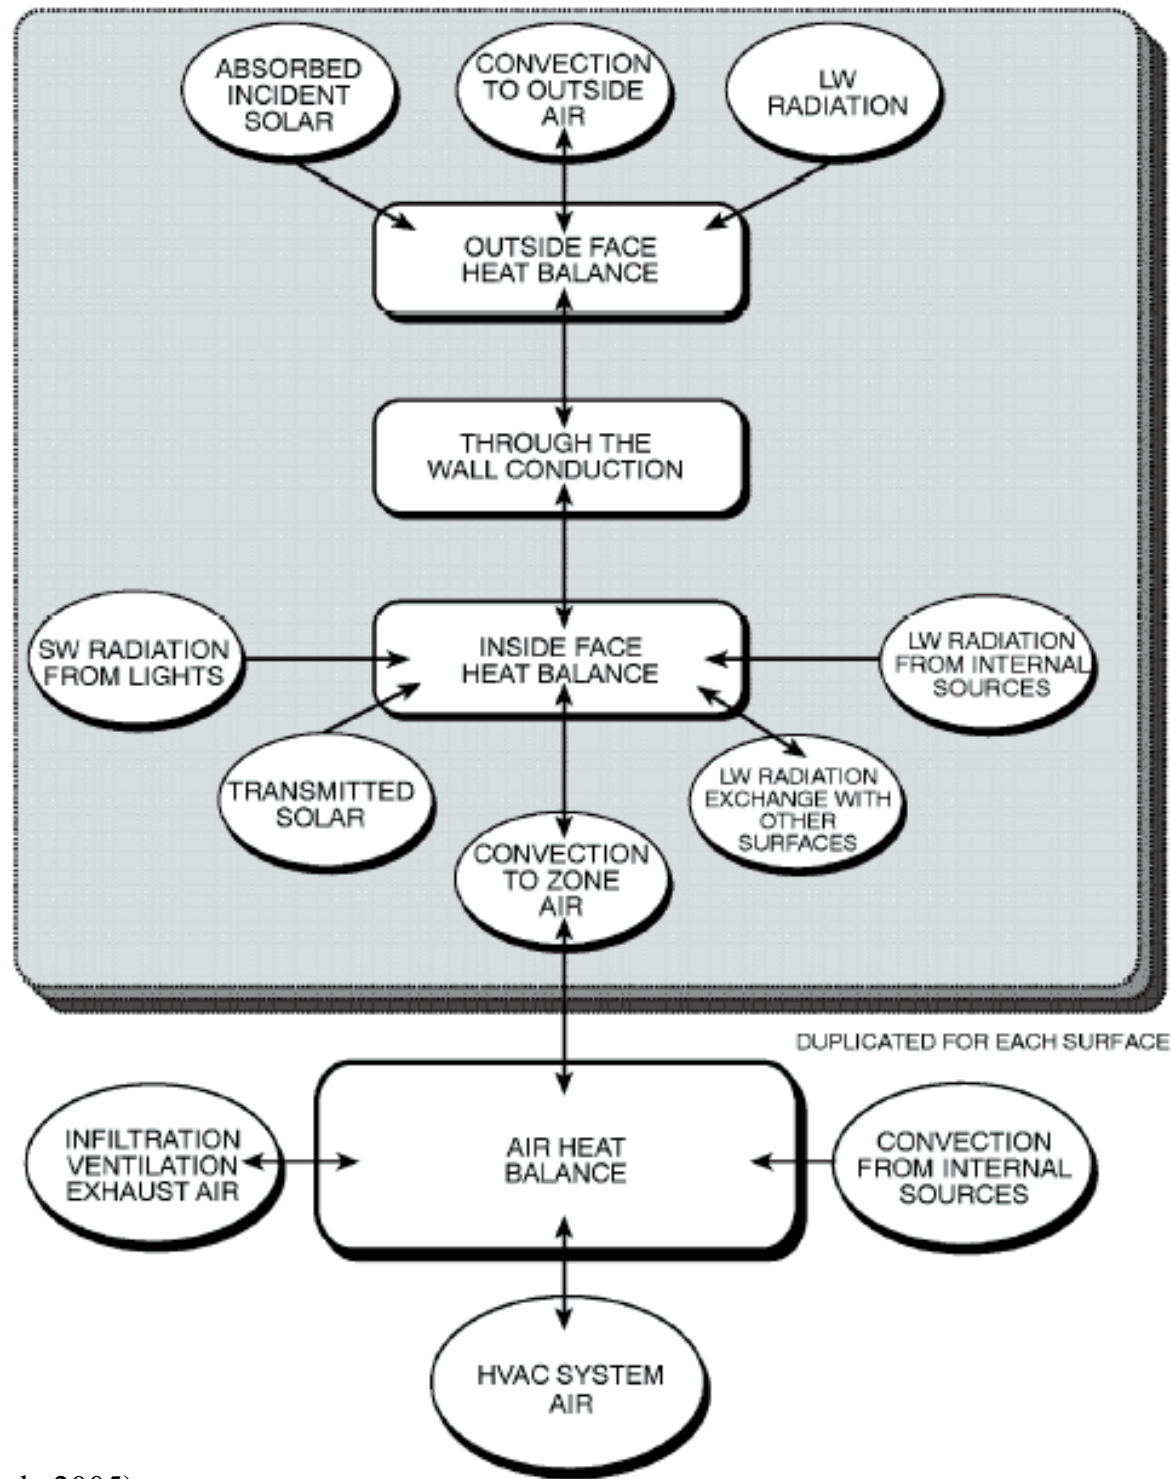 ABSORBED
INCIDENT
SOLAR
CONVECTION
TO OUTSIDE
AIR
LW
RADIATION
OUTSIDE FACE
HEAT BALANCE
THROUGH THE
WALL CONDUCTION
SW RADIATION
FROM LIGHTS
INSIDE FACE
HEAT BALANCE
LW RADIATION
FROM INTERNAL
SOURCES
TRANSMITTED
SOLAR
LW RADIATION
EXCHANGE WITH
OTHER
SURFACES
CONVECTION
TO ZONE
AIR
DUPLICATED FOR EACH SURFACE
INFILTRATION
VENTILATION
EXHAUST AIR
AIR HEAT
BALANCE
CONVECTION
FROM INTERNAL
SOURCES
HVAC SYSTEM
AIR
2005)